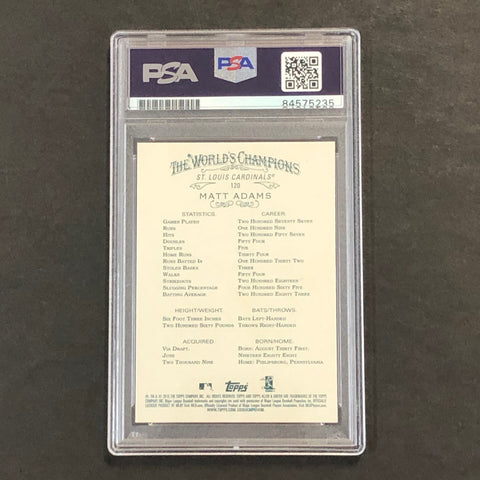 PSA
PSA
84575235
THE WORLD'S CHAMPIONS
ST. LOUIS CARDINALS®
120
MATT ADAMS
STATISTICS: CAREER:
GAMES PLAYED TWO HUNDRED SEVENTY SEVEN
RUNS ONE HUNDRED NINE
HITS TWO HUNDRED FIFTY SEVEN
DOUBLES FIFTY FOUR
TRIPLES FIVE
HOME RUNS THIRTY FOUR
RUNS BATTED IN ONE HUNDRED THIRTY TWO
STOLEN BASES THREE
WALKS FIFTY FOUR
STRIKEOUTS TWO HUNDRED EIGHTEEN
SLUGGING PERCENTAGE FOUR HUNDRED SIXTY FIVE
BATTING AVERAGE TWO HUNDRED EIGHTY THREE
HEIGHT/WEIGHT: BATS/THROWS:
SIX FOOT THREE INCHES BATS LEFT-HANDED
TWO HUNDRED SIXTY POUNDS THROWS RIGHT-HANDED
ACQUIRED: BORN/HOME:
VIA DRAFT, BORN: AUGUST THIRTY FIRST,
JUNE NINETEEN EIGHTY EIGHT
TWO THOUSAND NINE HOME: PHILIPSBURG, PENNSYLVANIA
Topps